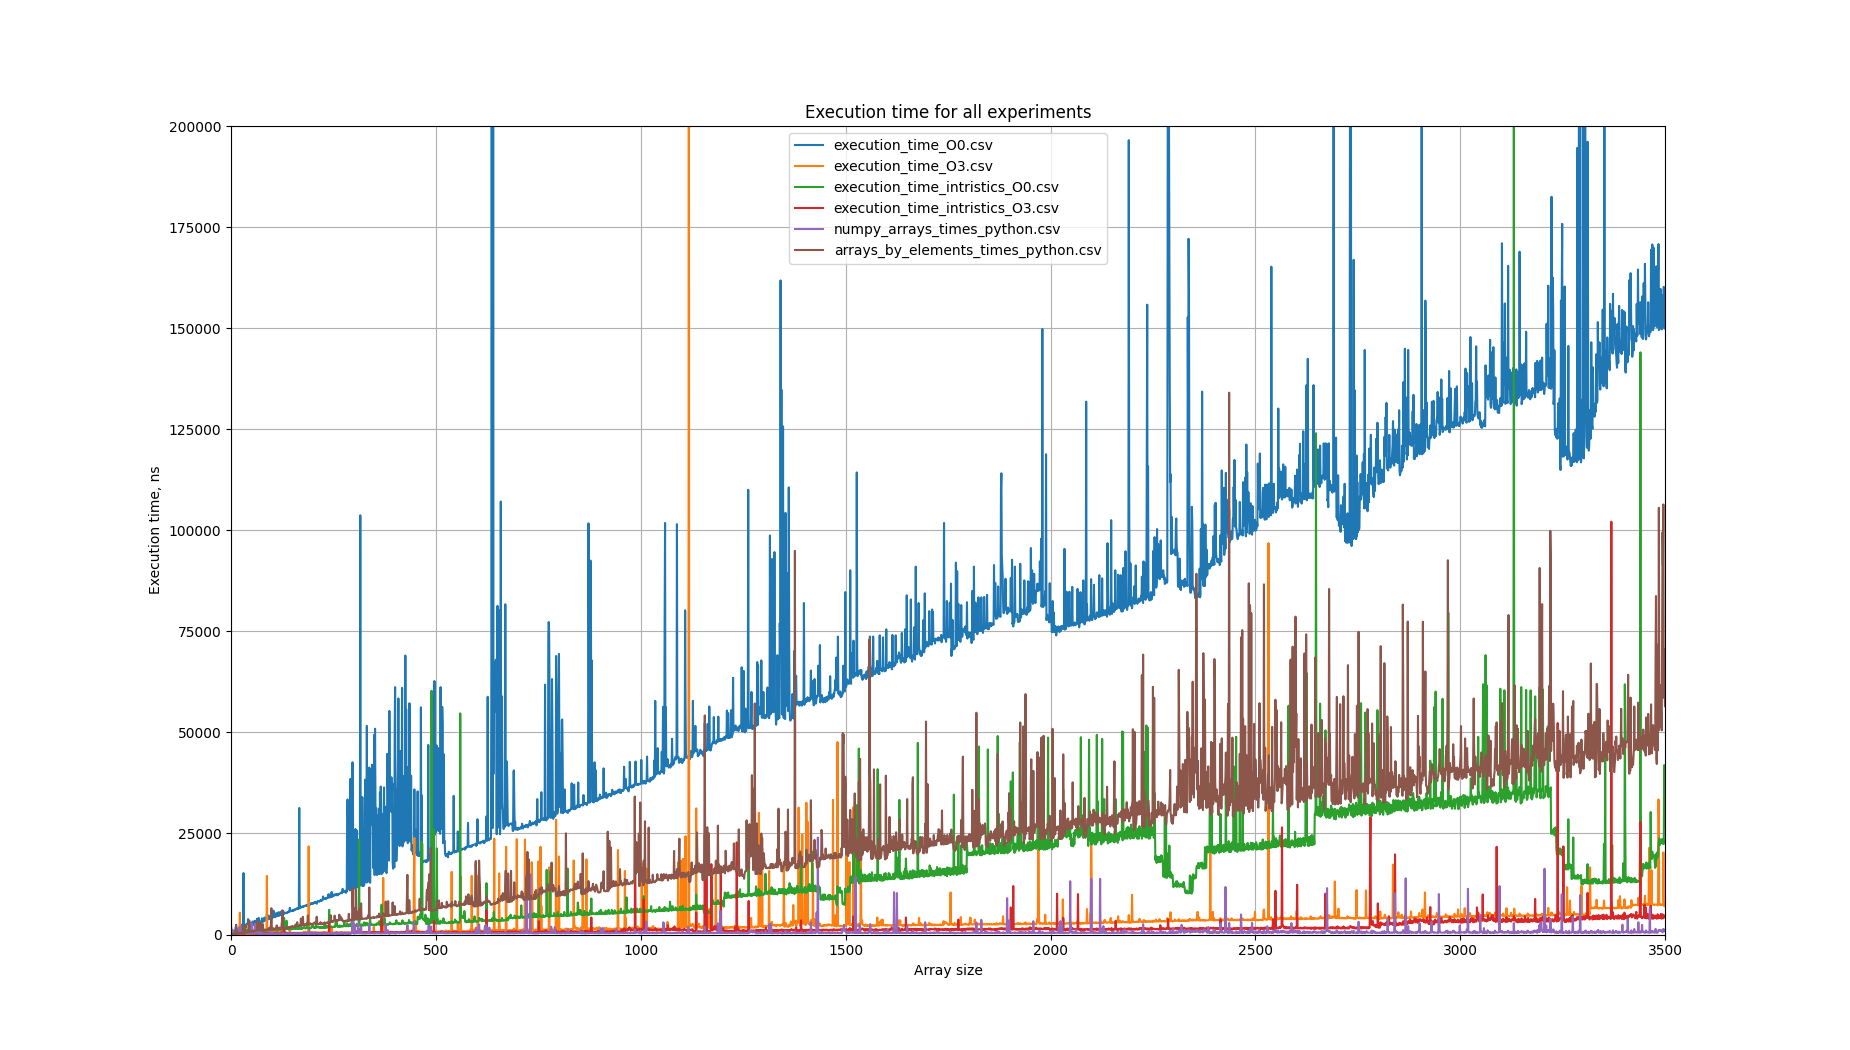 Execution time for all experiments
execution_time_O0.csv
execution_time_O3.csv
execution_time_intristics_O0.csv
execution_time_intristics_O3.csv
numpy_arrays_times_python.csv
arrays_by_elements_times_python.csv
200000
175000
150000
125000
100000
75000
50000
25000
0
Execution time, ns
0 500 1000 1500 2000 2500 3000 3500
Array size